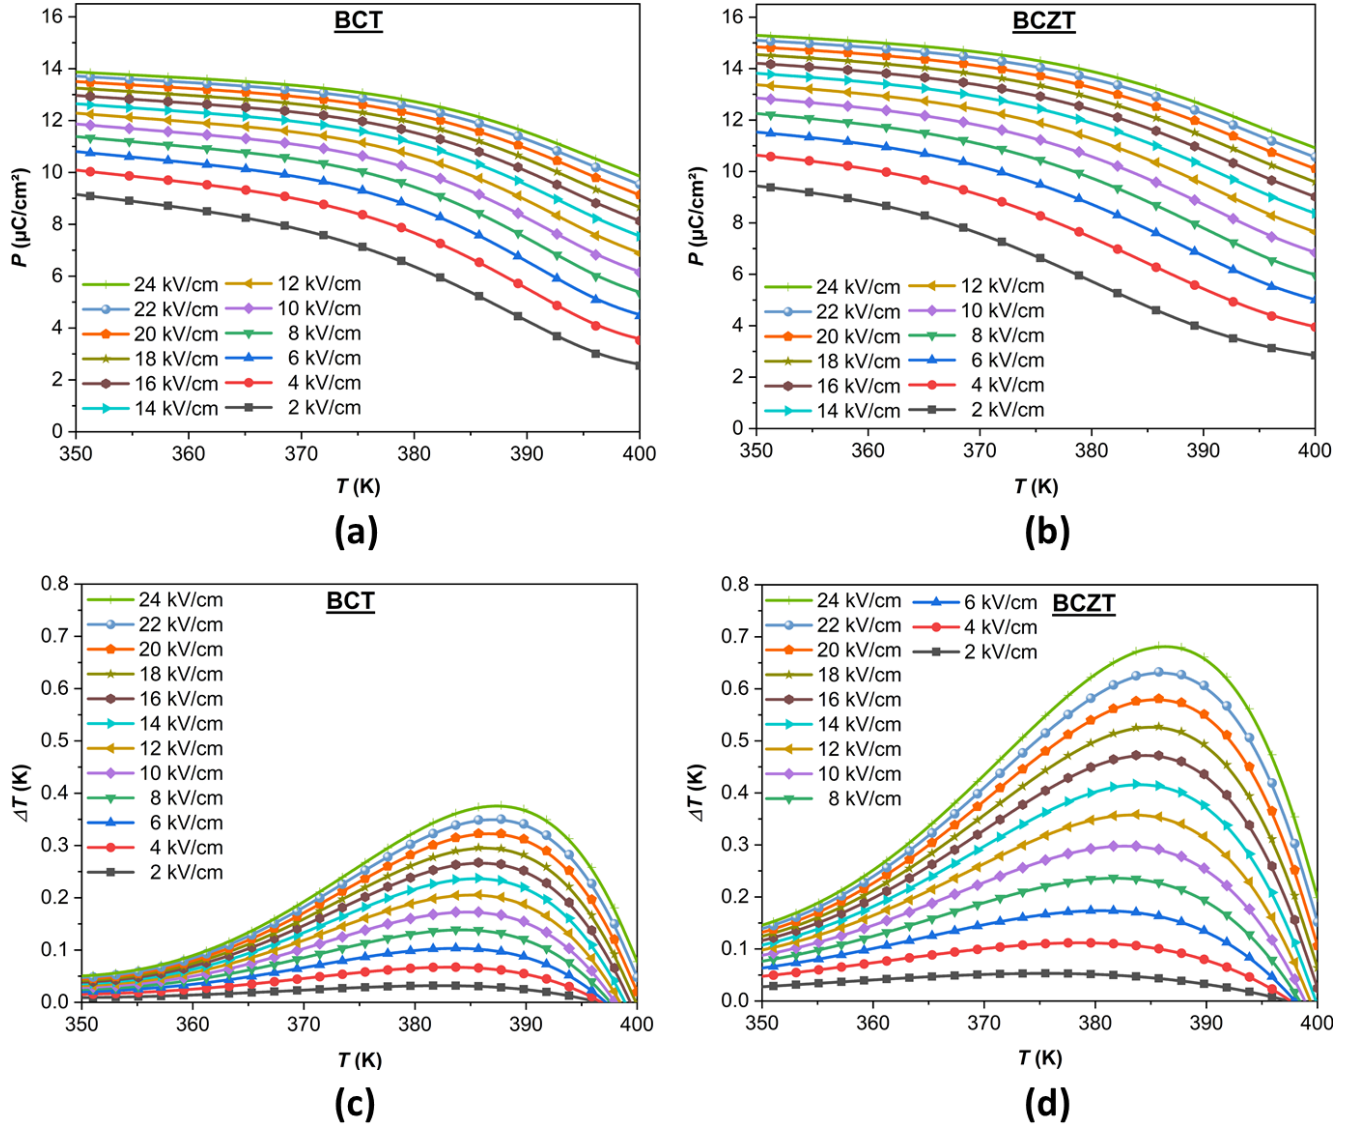 BCT
P (µC/cm²)
16
14
12
10
8
6
4
2
0
24 kV/cm
22 kV/cm
20 kV/cm
18 kV/cm
16 kV/cm
14 kV/cm
12 kV/cm
10 kV/cm
8 kV/cm
6 kV/cm
4 kV/cm
2 kV/cm
350 360 370 380 390 400
T (K)
(a)
BCZT
P (µC/cm²)
16
14
12
10
8
6
4
2
0
24 kV/cm
22 kV/cm
20 kV/cm
18 kV/cm
16 kV/cm
14 kV/cm
12 kV/cm
10 kV/cm
8 kV/cm
6 kV/cm
4 kV/cm
2 kV/cm
350 360 370 380 390 400
T (K)
(b)
BCT
ΔT (K)
0.8
0.7
0.6
0.5
0.4
0.3
0.2
0.1
0.0
24 kV/cm
22 kV/cm
20 kV/cm
18 kV/cm
16 kV/cm
14 kV/cm
12 kV/cm
10 kV/cm
8 kV/cm
6 kV/cm
4 kV/cm
2 kV/cm
350 360 370 380 390 400
T (K)
(c)
BCZT
ΔT (K)
0.8
0.7
0.6
0.5
0.4
0.3
0.2
0.1
0.0
24 kV/cm
22 kV/cm
20 kV/cm
18 kV/cm
16 kV/cm
14 kV/cm
12 kV/cm
10 kV/cm
8 kV/cm
6 kV/cm
4 kV/cm
2 kV/cm
350 360 370 380 390 400
T (K)
(d)